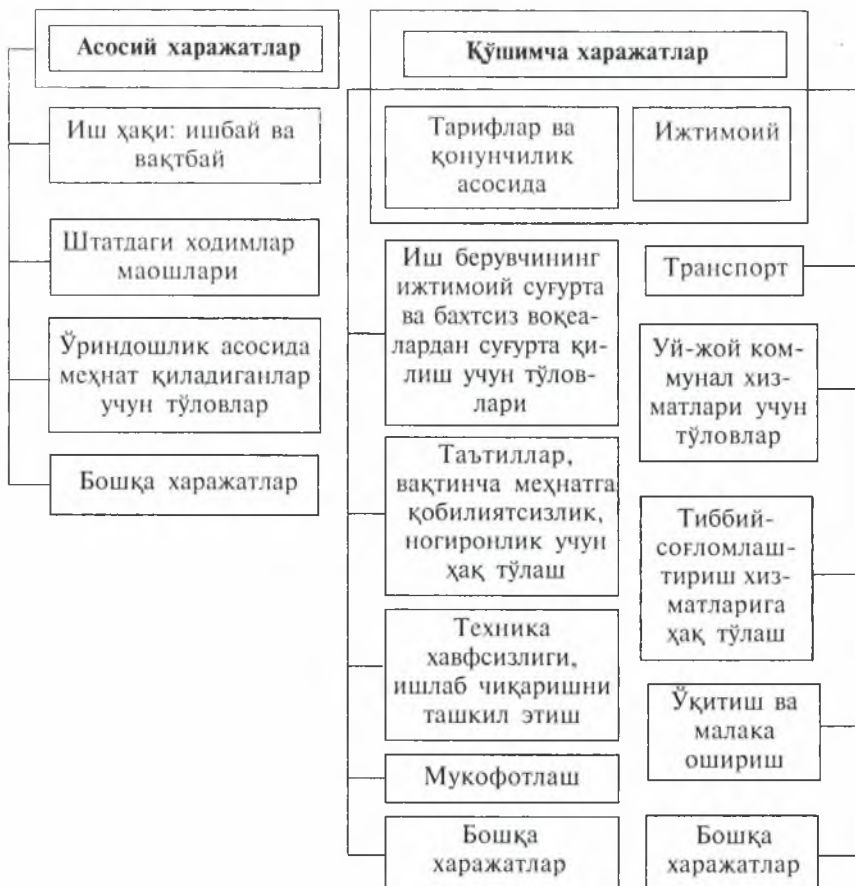 Асосий харажатлар
Иш ҳақи: ишбай ва
вақтбай
Штатдаги ходимлар
маошлари
Ўриндошлик асосида
меҳнат қиладиганлар
учун тўловлар
Бошқа харажатлар
Қўшимча харажатлар
Тарифлар ва
қонунчилик
асосида
Иш берувчининг
ижтимоий суғурта
ва бахтсиз воқеа-
лардан суғурта қи-
лиш учун тўлов-
лари
Таътиллар,
вақтинча меҳнатга
қобилиятсизлик,
ногиронлик учун
ҳақ тўлаш
Техника
хавфсизлиги,
ишлаб чиқаришни
ташкил этиш
Мукофотлаш
Бошқа
харажатлар
Ижтимоий
Транспорт
Уй-жой ком-
мунал хиз-
матлари учун
тўловлар
Тиббий-
соғломлаш-
тириш хиз-
матларига
ҳақ тўлаш
Ўқитиш ва
малака
ошириш
Бошқа
харажатлар